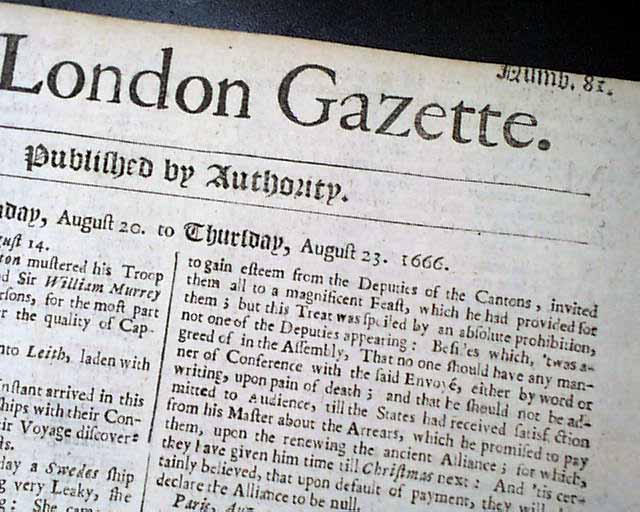 Numb. 81.
London Gazette.
Published by Authority.
nday, August 20. to Thurſday, August 23. 1666.
guſt 14.
ton muſtered his Troop
d Sir William Murrey
rſons, for the moſt part
r the quality of Cap-
nto Leith, laden with
nſtant arrived in this
ſhips with their Con-
eir Voyage diſcover:
ts.
day a Swedes ſhip
g very Leaky, ſhe
g: She came
to gain eſteem from the Deputies of the Cantons, invited
them all to a magnificent Feaſt, which he had provided for
them; but this Treat was ſpoiled by an abſolute prohibition,
not one of the Deputies appearing: Beſides which, 'twas a-
greed of in the Aſſembly, That no one ſhould have any man-
ner of Conference with the ſaid Envoyé, either by word or
writing, upon pain of death; and that he ſhould not be ad-
mitted to Audience, till the States had received ſatisfaction
from his Maſter about the Arrears, which he promiſed to pay
them, upon the renewing the ancient Alliance; for which,
they have given him time till Chriſtmas next: And 'tis cer-
tainly believed, that upon default of payment, they will
declare the Alliance to be null.
Paris, Aug